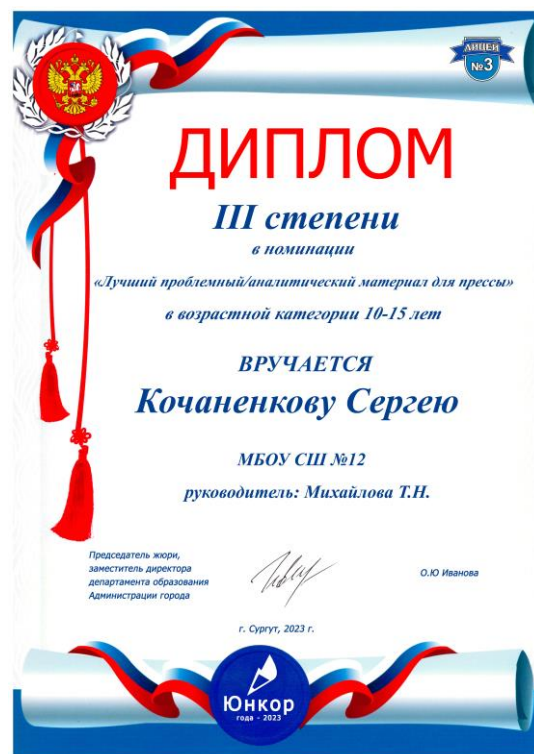 ЛИЦЕЙ
№3
ДИПЛОМ
III степени
в номинации
«Лучший проблемный/аналитический материал для прессы»
в возрастной категории 10-15 лет
ВРУЧАЕТСЯ
Кочаненкову Сергею
МБОУ СШ №12
руководитель: Михайлова Т.Н.
Председатель жюри,
заместитель директора
департамента образования
Администрации города
О.Ю Иванова
г. Сургут, 2023 г.
Юнкор
года - 2023